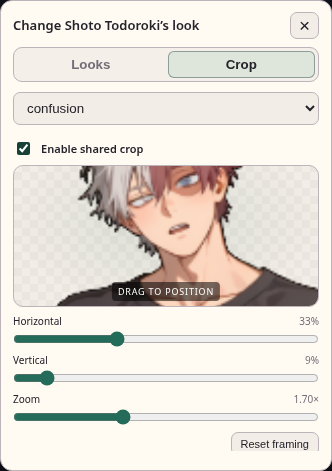 Change Shoto Todoroki's look
×
Looks
Crop
confusion
Enable shared crop
DRAG TO POSITION
Horizontal 33%
Vertical 9%
Zoom 1.70×
Reset framing